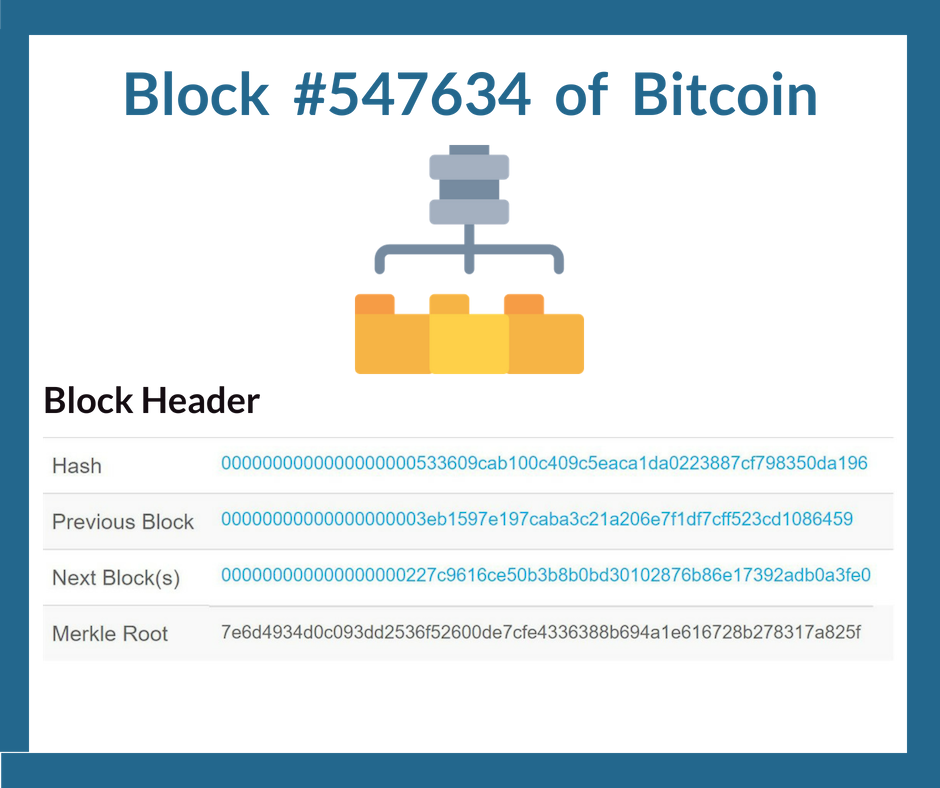 Block #547634 of Bitcoin
Block Header
Hash 0000000000000000000533609cab100c409c5eaca1da0223887cf798350da196
Previous Block 00000000000000000003eb1597e197caba3c21a206e7f1df7cff523cd1086459
Next Block(s)000000000000000000227c9616ce50b3b8b0bd30102876b86e17392adb0a3fe0
Merkle Root 7e6d4934d0c093dd2536f52600de7cfe4336388b694a1e616728b278317a825f